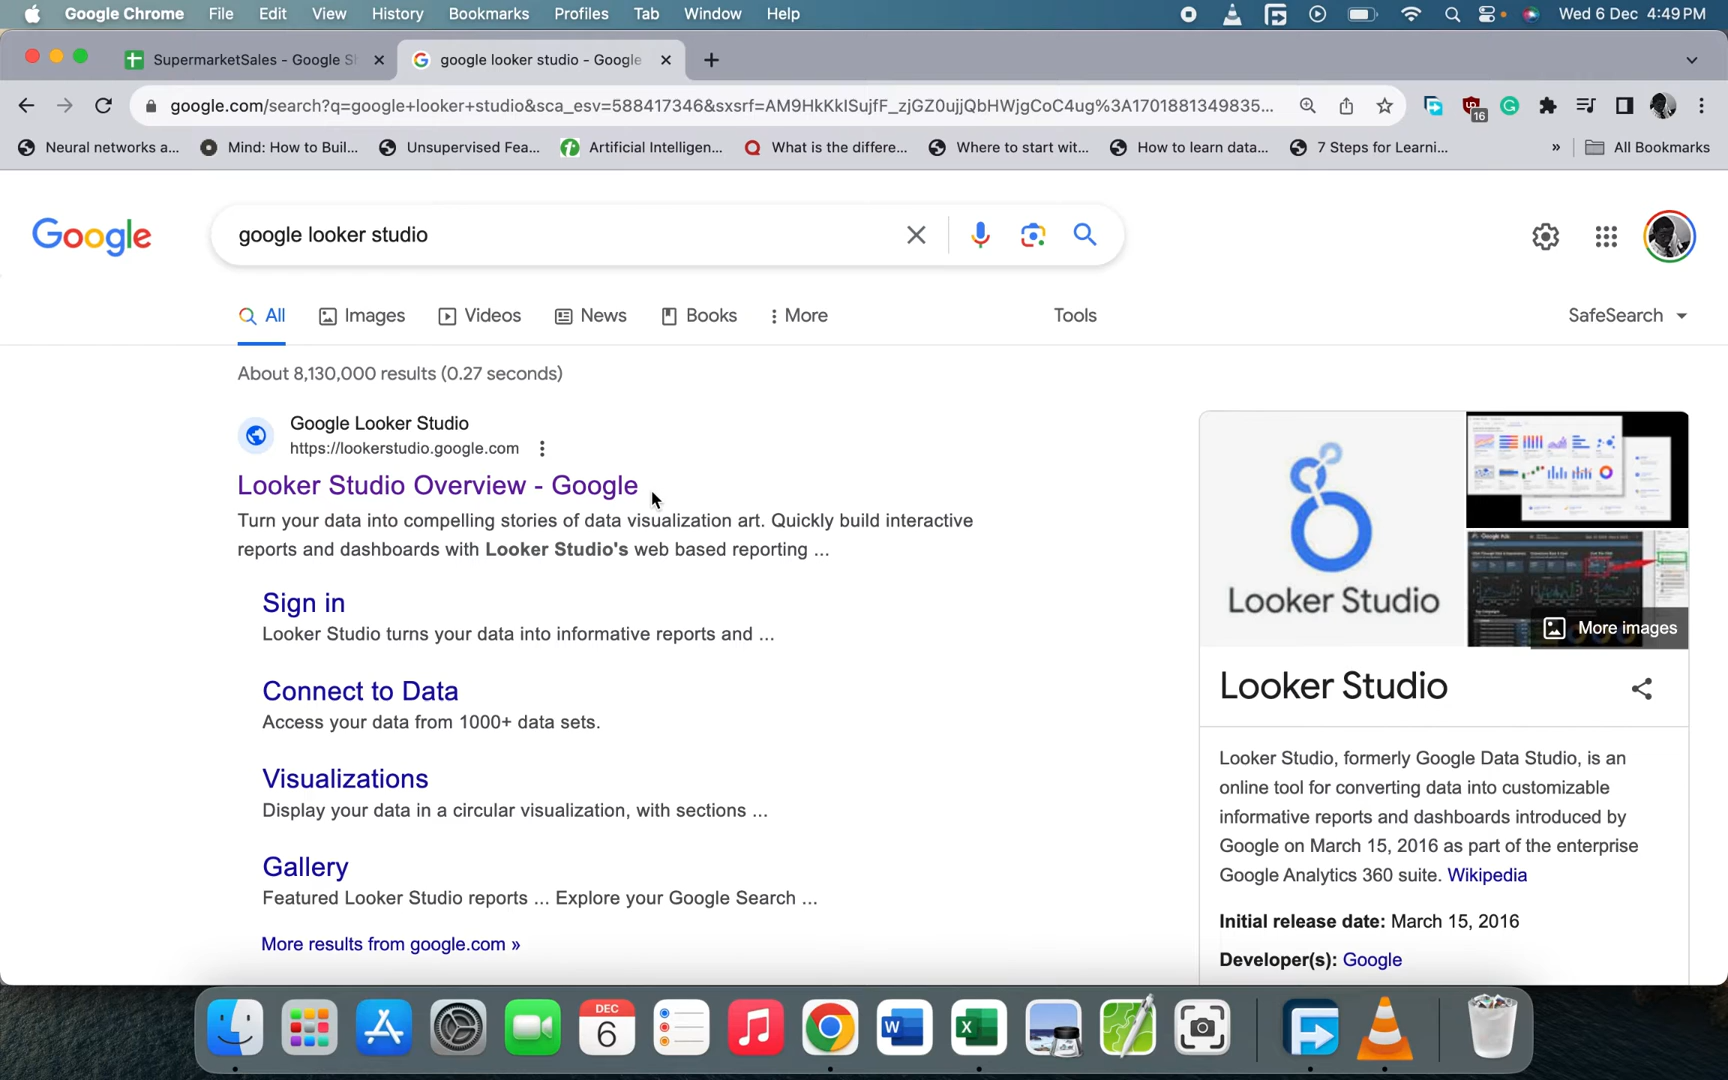 Google Chrome File Edit View History Bookmarks Profiles Tab Window Help Wed 6 Dec 4:49 PM
SupermarketSales - Google Sh google looker studio - Google
google.com/search?q=google+looker+studio&sca_esv=588417346&sxsrf=AM9HkKklSujfF_zjGZ0ujjQbHWjgCoC4ug%3A1701881349835... 16
Neural networks a... Mind: How to Buil... Unsupervised Fea... Artificial Intelligen... What is the differe... Where to start wit... How to learn data... 7 Steps for Learni... » All Bookmarks
Google google looker studio
All Images Videos News Books More Tools SafeSearch
About 8,130,000 results (0.27 seconds)
Google Looker Studio
https://lookerstudio.google.com
Looker Studio Overview - Google
Turn your data into compelling stories of data visualization art. Quickly build interactive
reports and dashboards with Looker Studio's web based reporting ...
Sign in
Looker Studio turns your data into informative reports and ...
Connect to Data
Access your data from 1000+ data sets.
Visualizations
Display your data in a circular visualization, with sections ...
Gallery
Featured Looker Studio reports ... Explore your Google Search ...
More results from google.com »
Looker Studio
More images
Looker Studio
Looker Studio, formerly Google Data Studio, is an
online tool for converting data into customizable
informative reports and dashboards introduced by
Google on March 15, 2016 as part of the enterprise
Google Analytics 360 suite. Wikipedia
Initial release date: March 15, 2016
Developer(s): Google
DEC
6
W
X